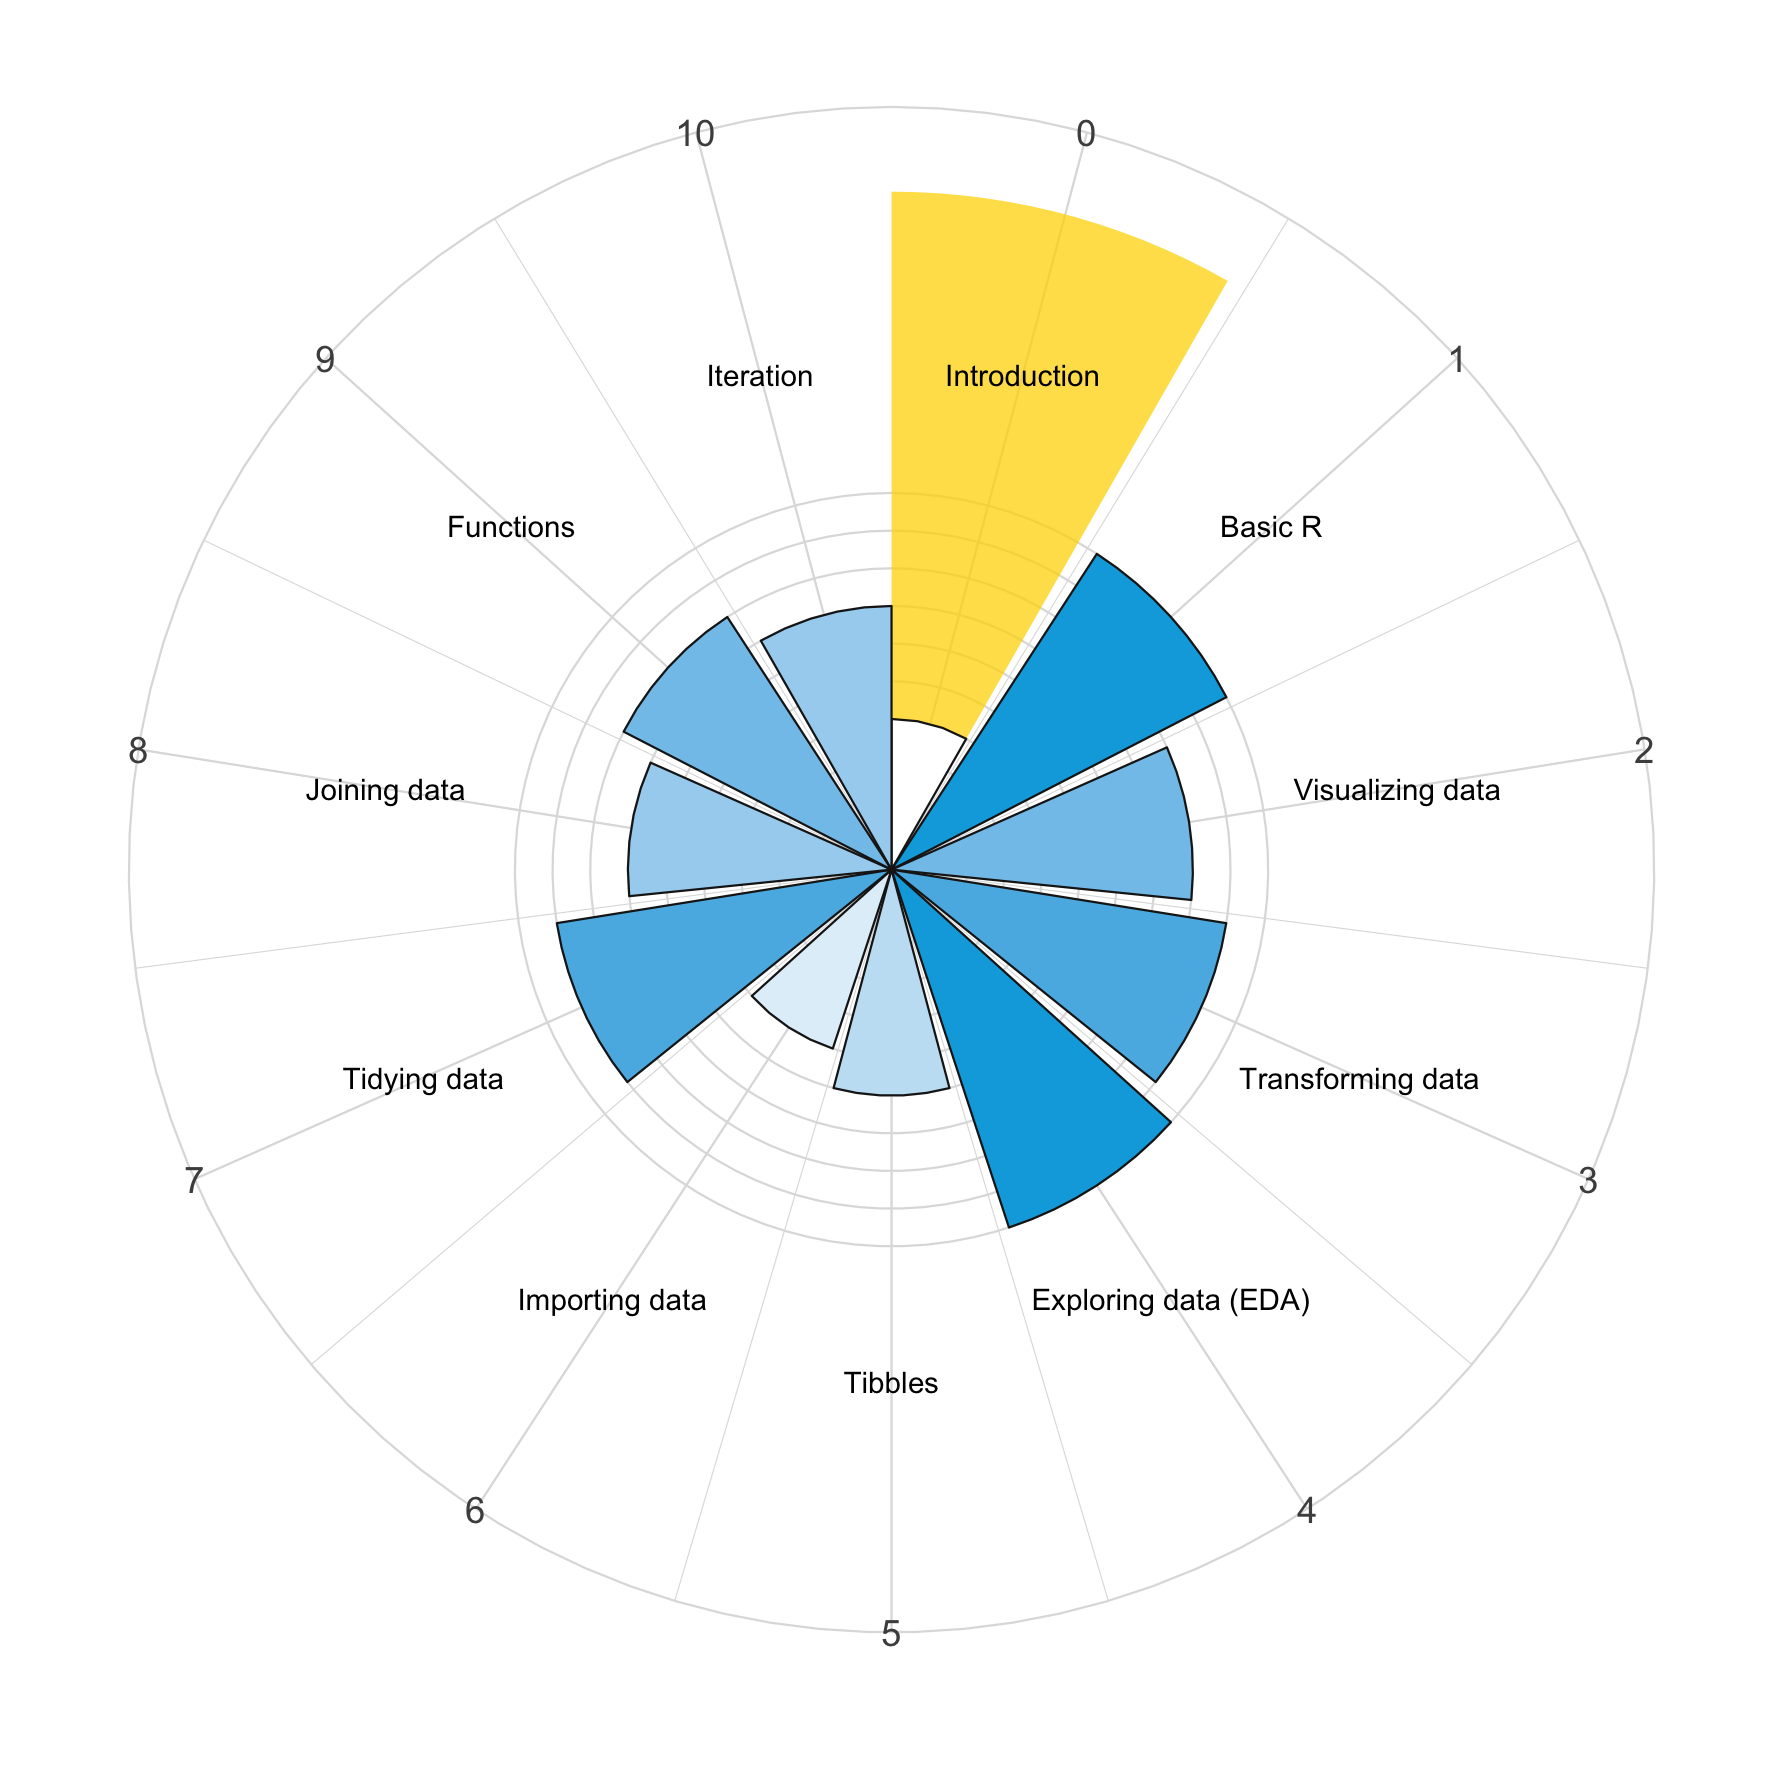 10
0
9
1
Iteration
Introduction
Functions
Basic R
8
2
Joining data
Visualizing data
Tidying data
Transforming data
7
3
Importing data
Exploring data (EDA)
Tibbles
6
4
5